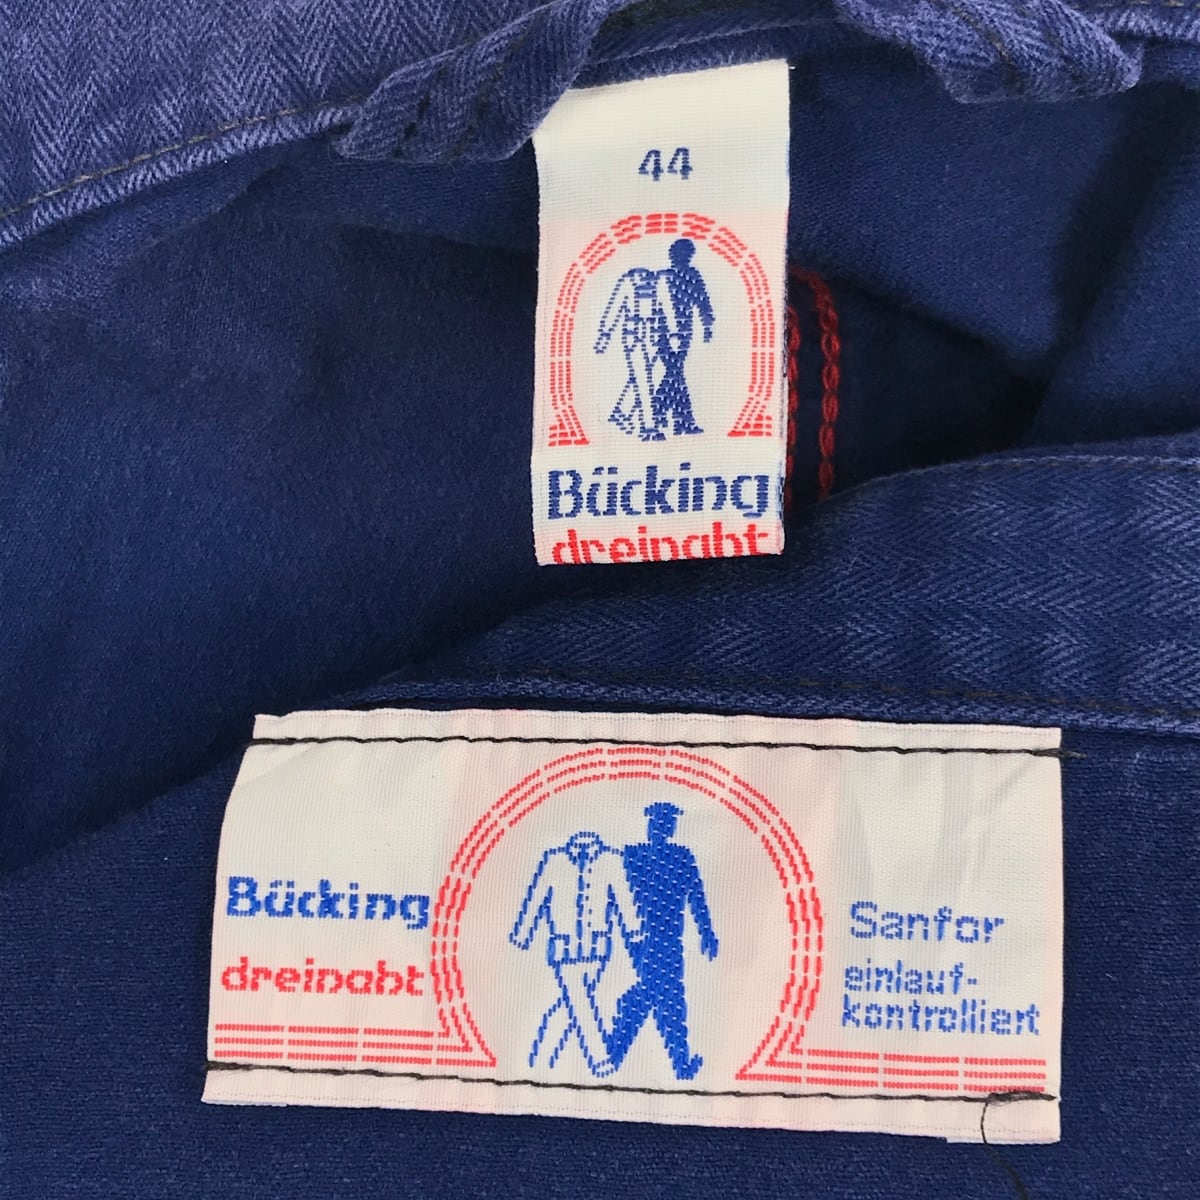 44
Bücking
dreinaht
Bücking
dreinaht
Sanfor
einlauf-
kontrolliert